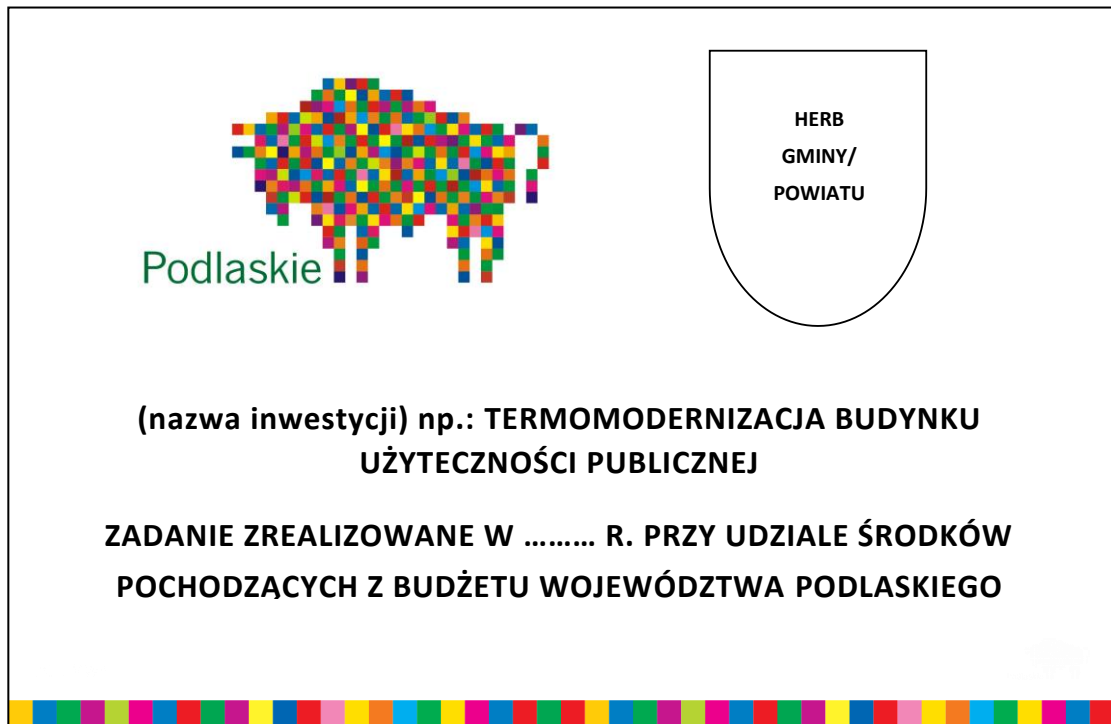 Podlaskie
HERB
GMINY/
POWIATU
(nazwa inwestycji) np.: TERMOMODERNIZACJA BUDYNKU
UŻYTECZNOŚCI PUBLICZNEJ
ZADANIE ZREALIZOWANE W ……… R. PRZY UDZIALE ŚRODKÓW
POCHODZĄCYCH Z BUDŻETU WOJEWÓDZTWA PODLASKIEGO